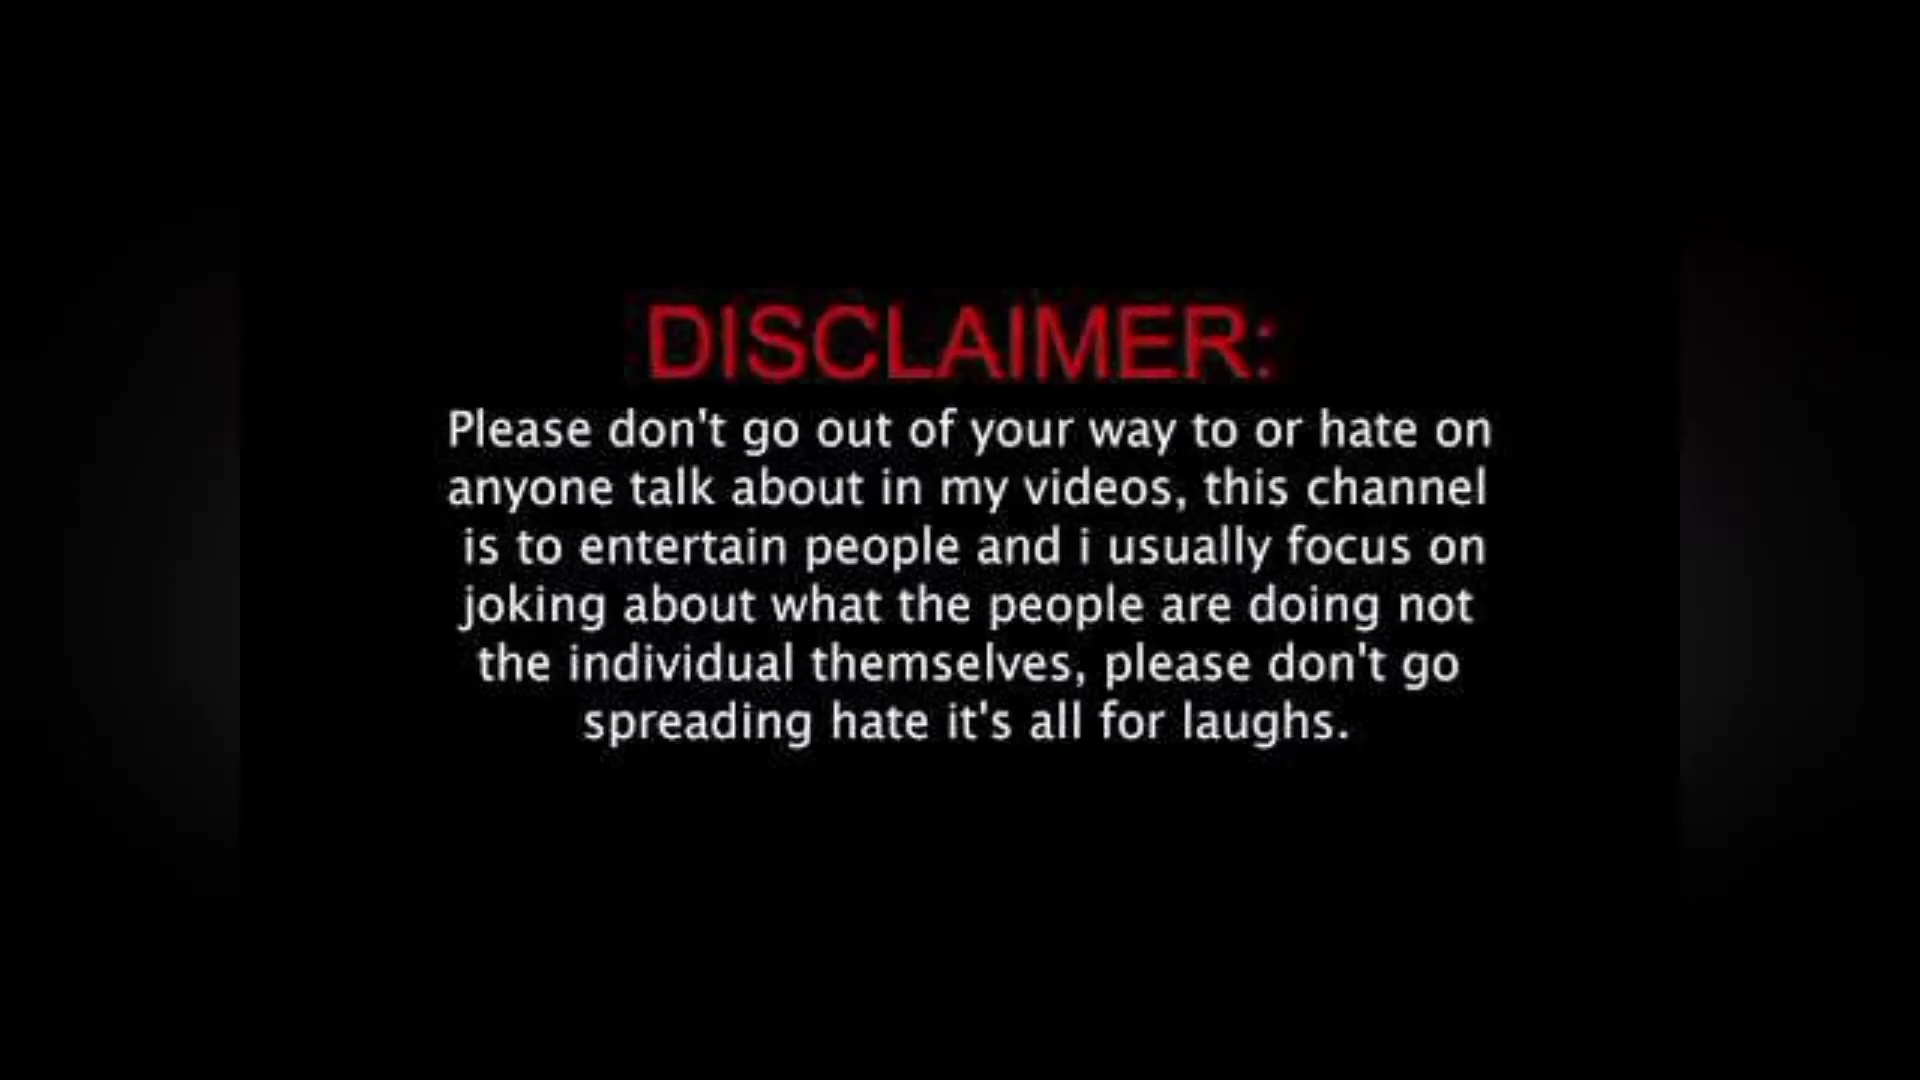 DISCLAIMER:
Please don't go out of your way to or hate on
anyone talk about in my videos, this channel
is to entertain people and i usually focus on
joking about what the people are doing not
the individual themselves, please don't go
spreading hate it's all for laughs.